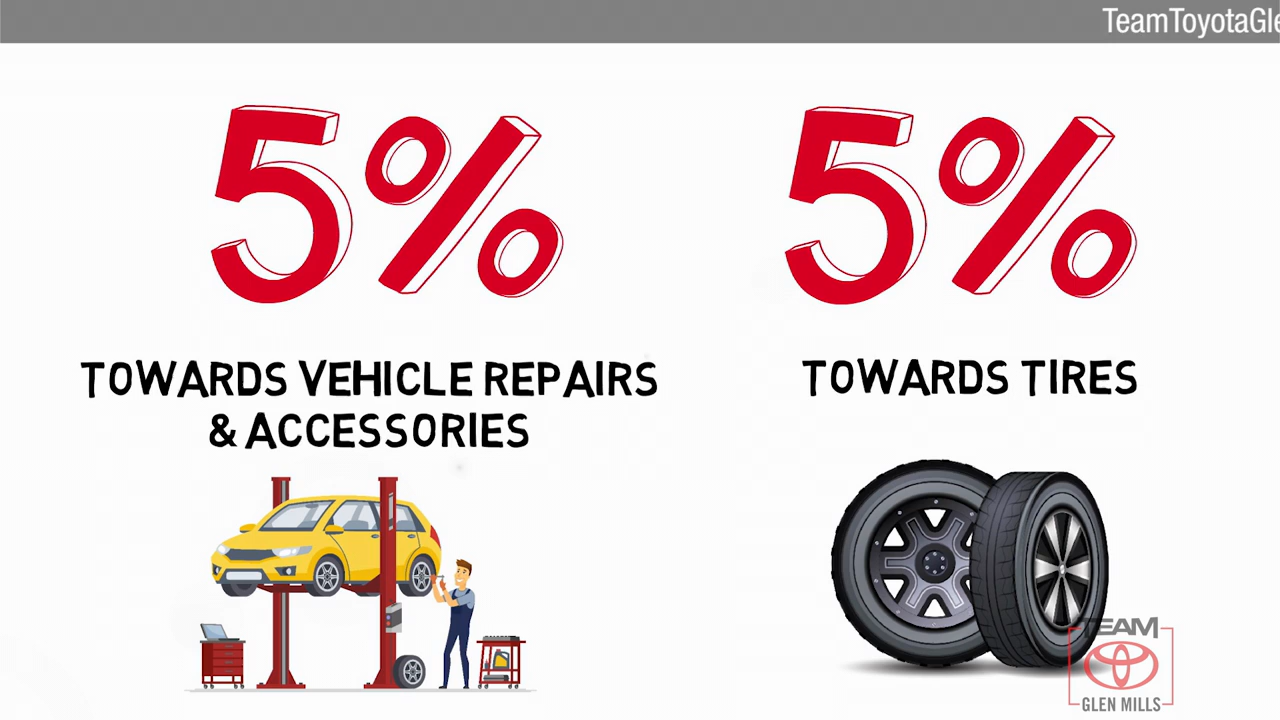 TeamToyotaGle
5%
TOWARDS VEHICLE REPAIRS
& ACCESSORIES
5%
TOWARDS TIRES
TEAM
GLEN MILLS